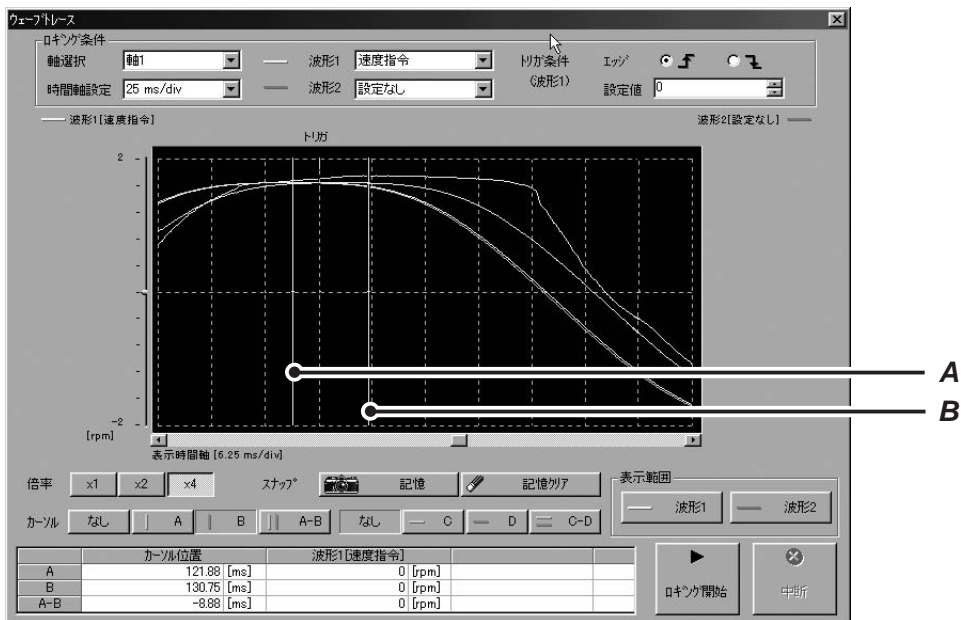 ウェーブトレース
ロギング条件
軸選択 軸1 波形1 速度指令 トリガ条件 エッジ
時間軸設定 25 ms/div 波形2 設定なし (波形1) 設定値 0
波形1[速度指令] 波形2[設定なし]
トリガ
2
A
B
-2
[rpm]
表示時間軸 [6.25 ms/div]
倍率 x1 x2 x4 スナップ 記憶 記憶クリア 表示範囲
波形1 波形2
カーソル なし A B A-B なし C D C-D
カーソル位置 波形1[速度指令]
A 121.88 [ms] 0 [rpm]
B 130.75 [ms] 0 [rpm]
A-B -8.88 [ms] 0 [rpm]
ロギング開始 中断